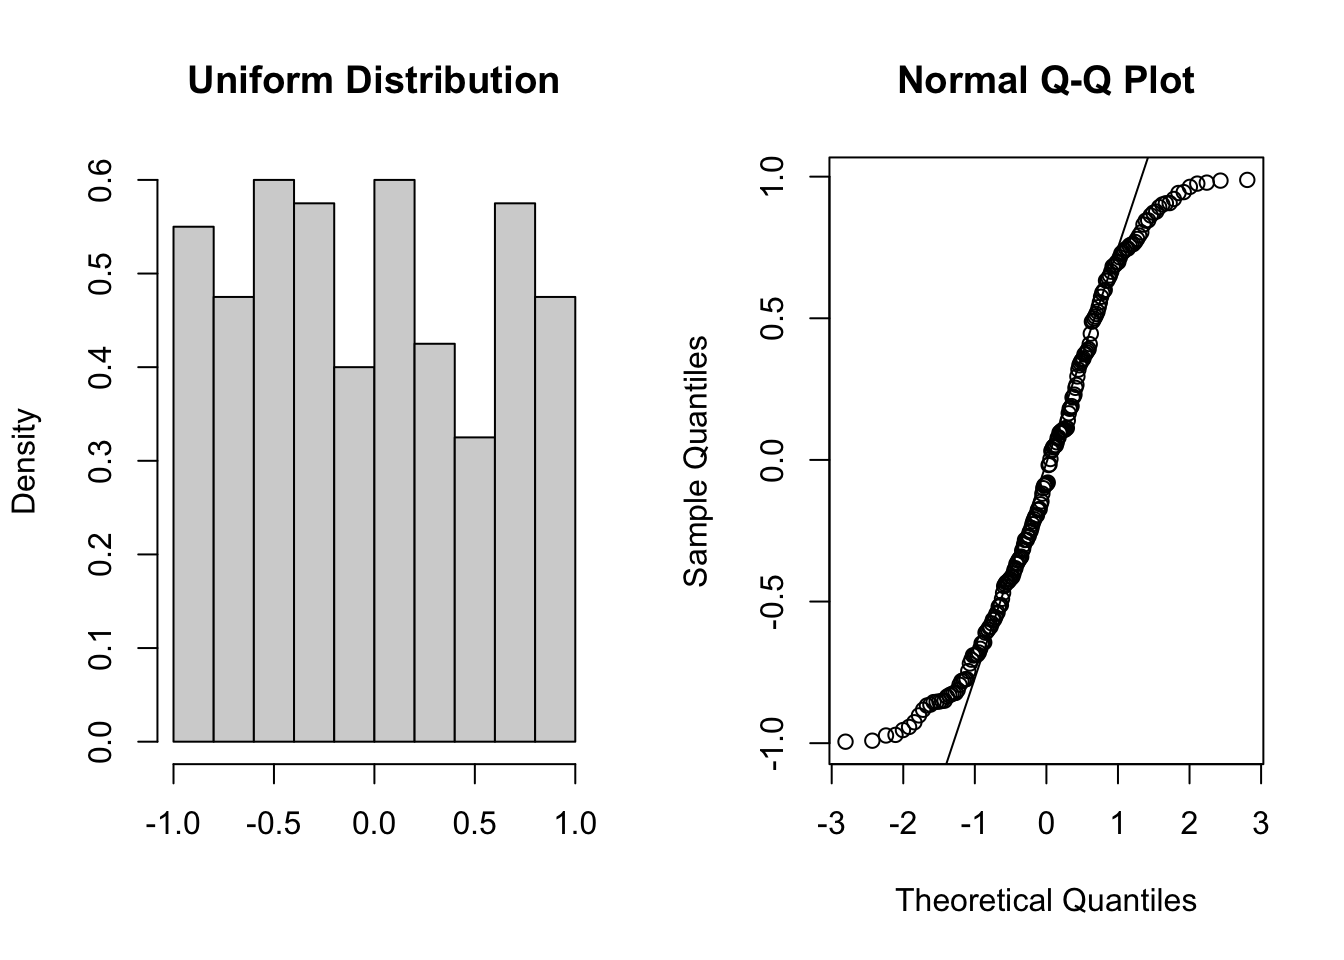 Uniform Distribution
Density
0.6
0.5
0.4
0.3
0.2
0.1
0.0
-1.0 -0.5 0.0 0.5 1.0
Normal Q-Q Plot
Sample Quantiles
1.0
0.5
0.0
-0.5
-1.0
-3 -2 -1 0 1 2 3
Theoretical Quantiles